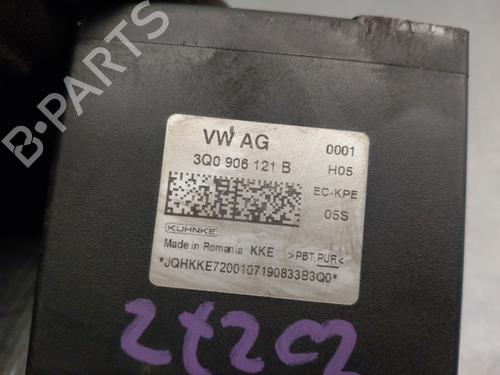 VW AG
0001
3Q0 906 121 B
H05
EC-KPE
05S
KUHNKE
Made in Romania KKE >PBT,PUR<
*JQHKKE7200107190833B3Q0*
B-PARTS